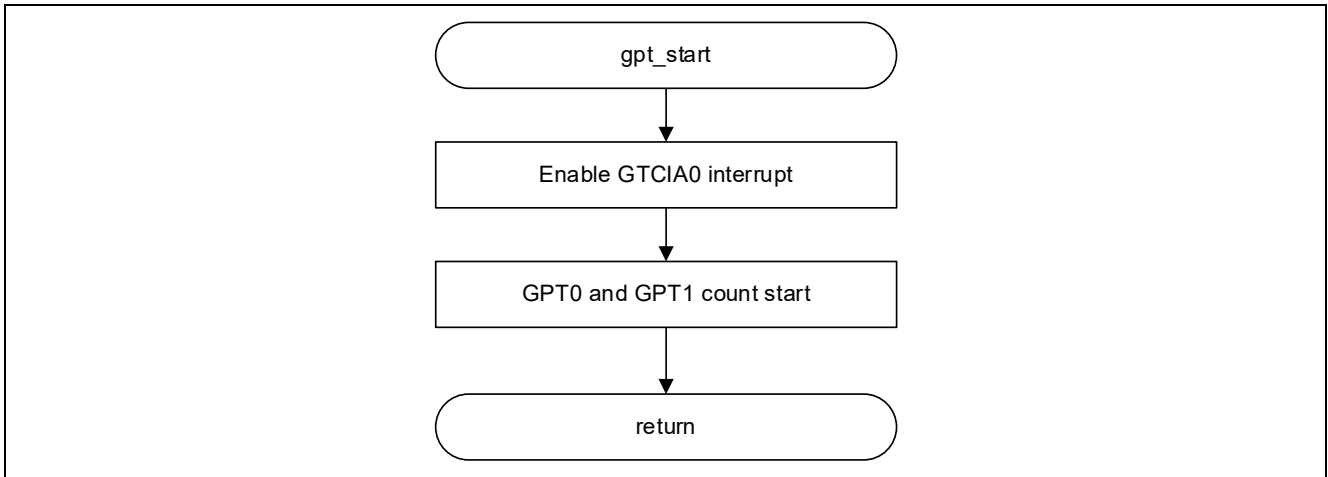 gpt_start
Enable GTCIA0 interrupt
GPT0 and GPT1 count start
return